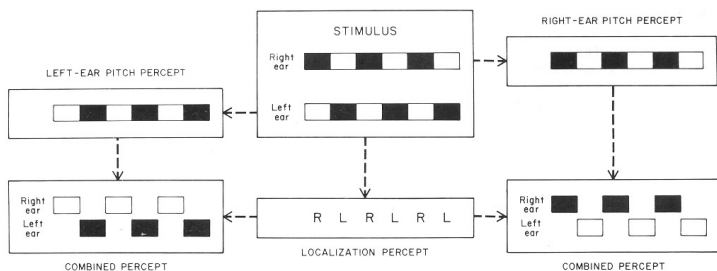 STIMULUS
Right
ear
Left
ear
LEFT-EAR PITCH PERCEPT
RIGHT-EAR PITCH PERCEPT
Right
ear
Left
ear
COMBINED PERCEPT
R L R L R L
LOCALIZATION PERCEPT
Right
ear
Left
ear
COMBINED PERCEPT